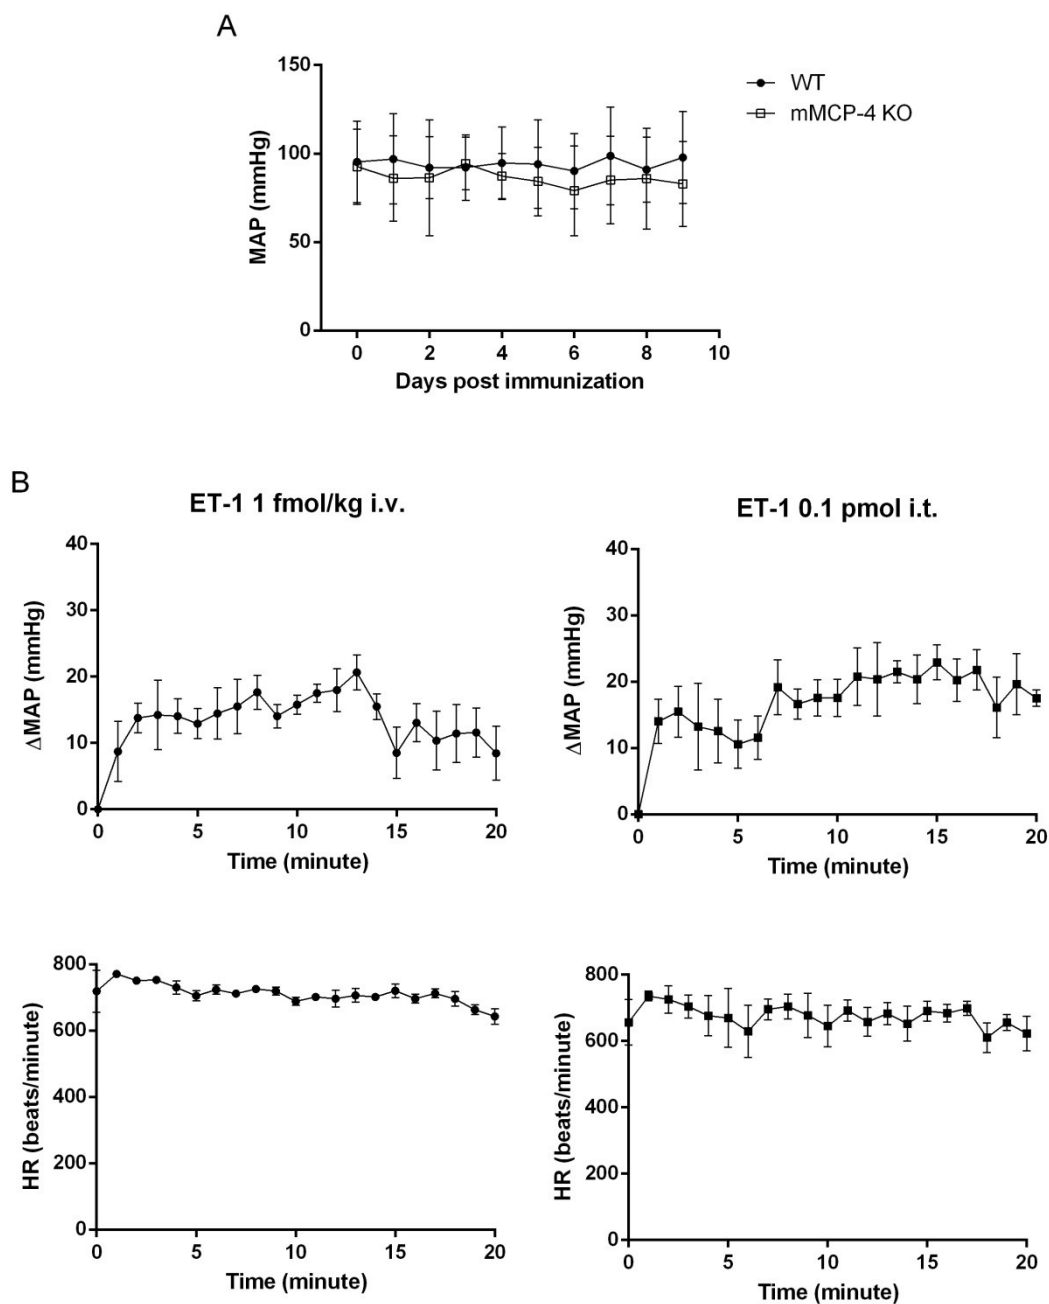 A
150
100
50
0
MAP (mmHg)
0 2 4 6 8 10
Days post immunization
WT
mMCP-4 KO
B
ET-1 1 fmol/kg i.v.
40
30
20
10
0
ΔMAP (mmHg)
0 5 10 15 20
Time (minute)
ET-1 0.1 pmol i.t.
40
30
20
10
0
ΔMAP (mmHg)
0 5 10 15 20
Time (minute)
800
600
400
200
0
HR (beats/minute)
0 5 10 15 20
Time (minute)
800
600
400
200
0
HR (beats/minute)
0 5 10 15 20
Time (minute)